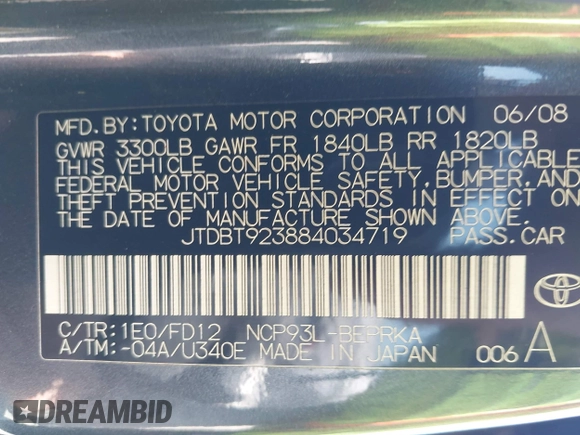 MFD.BY:TOYOTA MOTOR CORPORATION 06/08
GVWR 3300LB GAWR FR 1840LB RR 1820LB
THIS VEHICLE CONFORMS TO ALL APPLICABLE
FEDERAL MOTOR VEHICLE SAFETY,BUMPER,AND
THEFT PREVENTION STANDARDS IN EFFECT ON
THE DATE OF MANUFACTURE SHOWN ABOVE.
JTDBT923884034719 PASS.CAR
C/TR:1E0/FD12 NCP93L-BEPRKA
A/TM:-04A/U340E MADE IN JAPAN 006A
DREAMBID